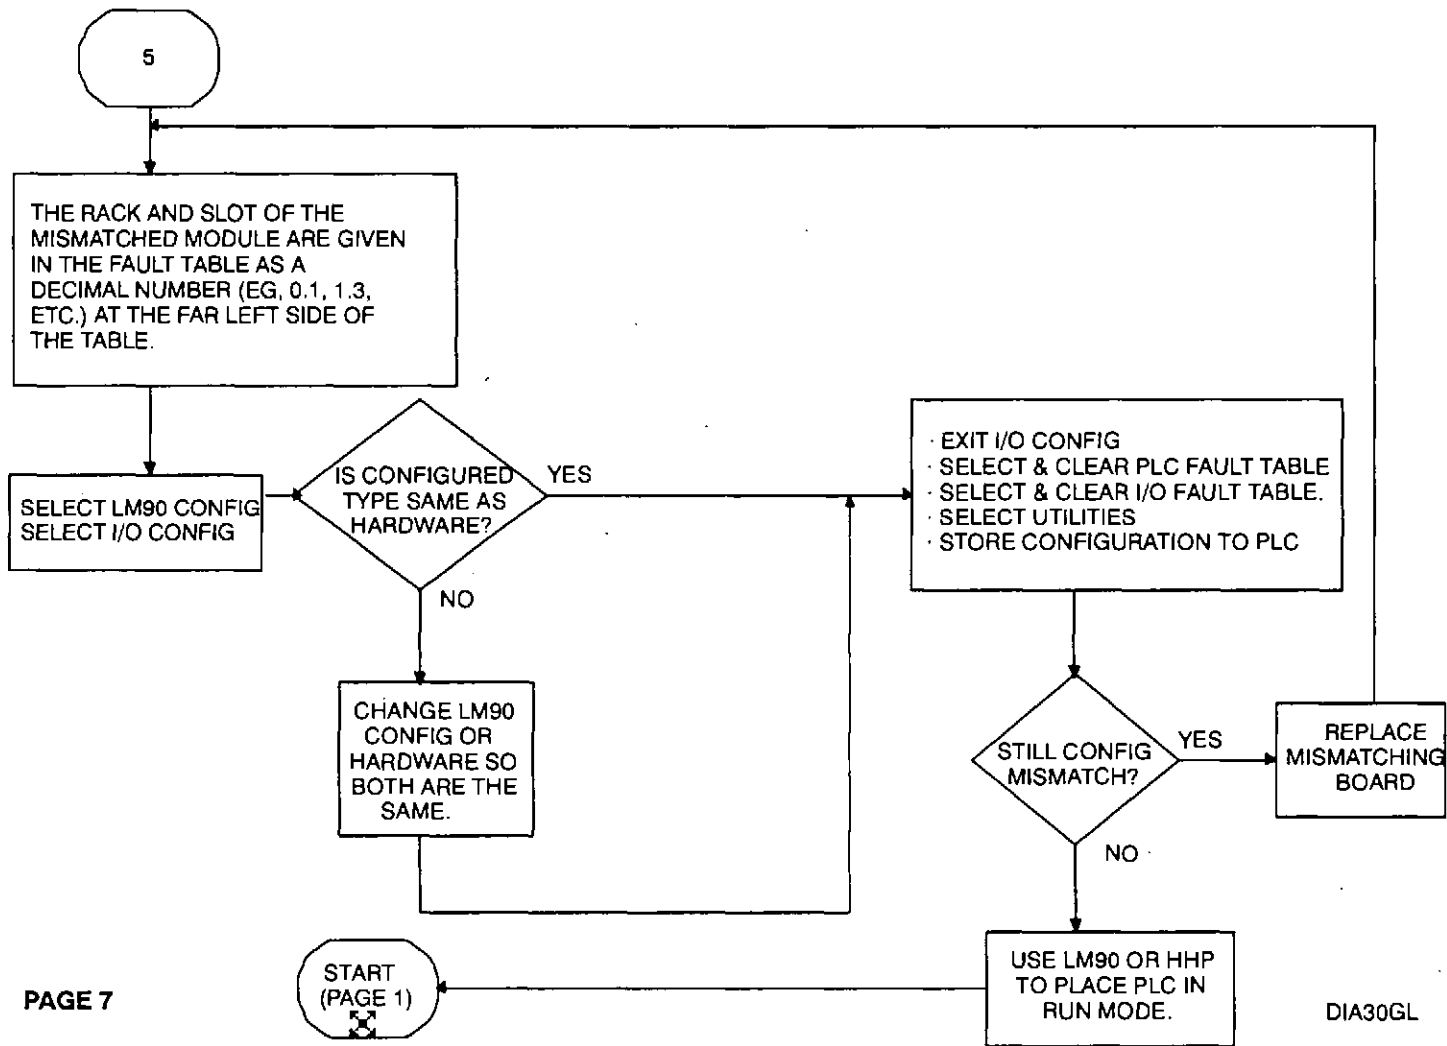 5
THE RACK AND SLOT OF THE
MISMATCHED MODULE ARE GIVEN
IN THE FAULT TABLE AS A
DECIMAL NUMBER (EG, 0.1, 1.3,
ETC.) AT THE FAR LEFT SIDE OF
THE TABLE.
SELECT LM90 CONFIG
SELECT I/O CONFIG
IS CONFIGURED
TYPE SAME AS
HARDWARE?
YES
NO
CHANGE LM90
CONFIG OR
HARDWARE SO
BOTH ARE THE
SAME.
· EXIT I/O CONFIG
· SELECT & CLEAR PLC FAULT TABLE
· SELECT & CLEAR I/O FAULT TABLE.
· SELECT UTILITIES
· STORE CONFIGURATION TO PLC
STILL CONFIG
MISMATCH?
YES
REPLACE
MISMATCHING
BOARD
NO
USE LM90 OR HHP
TO PLACE PLC IN
RUN MODE.
START
(PAGE 1)
PAGE 7
DIA30GL